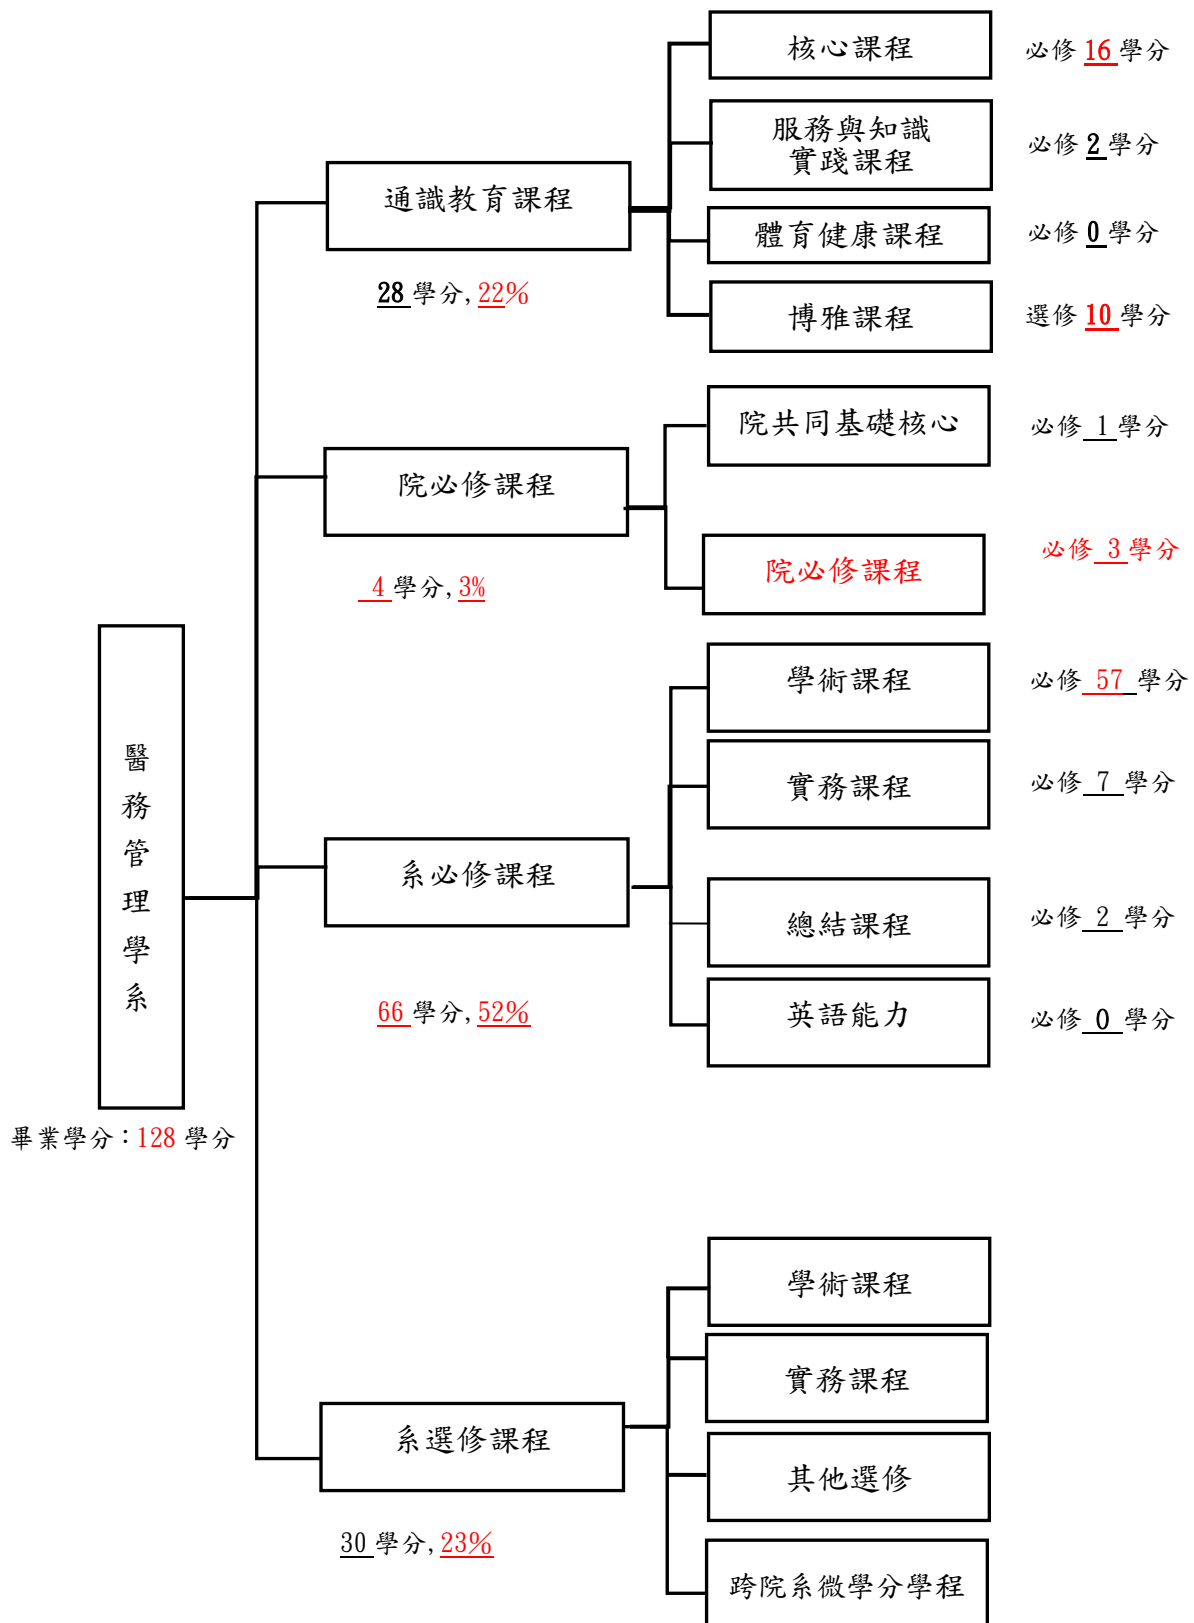 核心課程
必修 16 學分
服務與知識
實踐課程
必修 2 學分
通識教育課程
體育健康課程
必修 0 學分
28 學分, 22%
博雅課程
選修 10 學分
院共同基礎核心
必修 1 學分
院必修課程
院必修課程
必修 3 學分
4 學分, 3%
醫
務
管
理
學
系
畢業學分：128 學分
學術課程
必修 57 學分
實務課程
必修 7 學分
系必修課程
總結課程
必修 2 學分
66 學分, 52%
英語能力
必修 0 學分
學術課程
實務課程
系選修課程
其他選修
30 學分, 23%
跨院系微學分學程